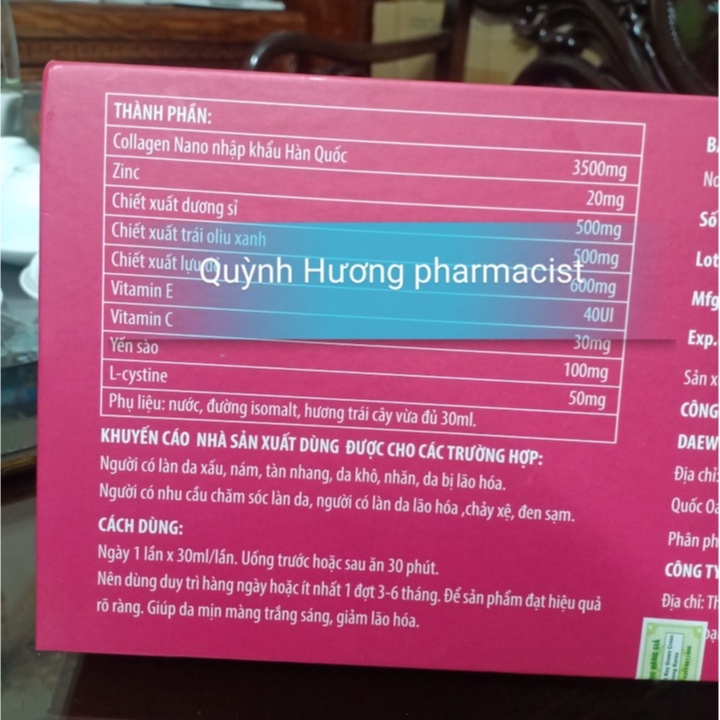 THÀNH PHẦN:
Collagen Nano nhập khẩu Hàn Quốc 3500mg
Zinc 20mg
Chiết xuất dương sỉ 500mg
Chiết xuất trái oliu xanh 500mg
Chiết xuất lựu 600mg
Quỳnh Hương pharmacist
Vitamin E 40UI
Vitamin C 30mg
Yến sào 100mg
L-cystine 50mg
Phụ liệu: nước, đường isomalt, hương trái cây vừa đủ 30ml.
KHUYẾN CÁO NHÀ SẢN XUẤT DÙNG ĐƯỢC CHO CÁC TRƯỜNG HỢP:
Người có làn da xấu, nám, tàn nhang, da khô, nhăn, da bị lão hóa.
Người có nhu cầu chăm sóc làn da, người có làn da lão hóa ,chảy xệ, đen sạm.
CÁCH DÙNG:
Ngày 1 lần x 30ml/lần. Uống trước hoặc sau ăn 30 phút.
Nên dùng duy trì hàng ngày hoặc ít nhất 1 đợt 3-6 tháng. Để sản phẩm đạt hiệu quả
rõ ràng. Giúp da mịn màng trắng sáng, giảm lão hóa.
Số
Lot
Mfg
Exp.
Sản x
CÔNG
DAEW
Địa chỉ:
Quốc Oa
Phân ph
CÔNG TY
Địa chỉ: Th